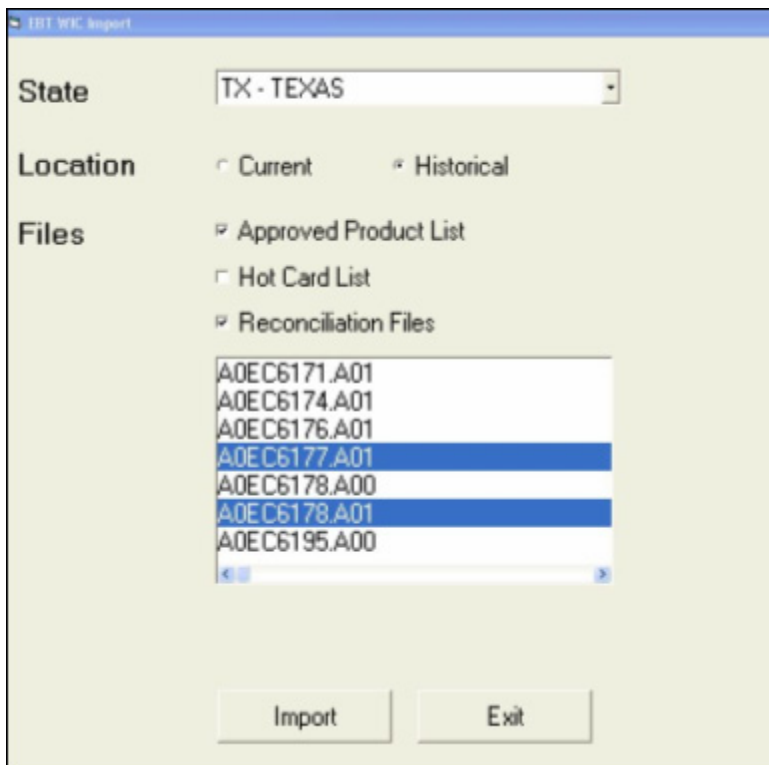 EBT WIC Import
State TX - TEXAS
Location Current Historical
Files Approved Product List
Hot Card List
Reconciliation Files
A0EC6171.A01
A0EC6174.A01
A0EC6176.A01
A0EC6177.A01
A0EC6178.A00
A0EC6178.A01
A0EC6195.A00
Import Exit